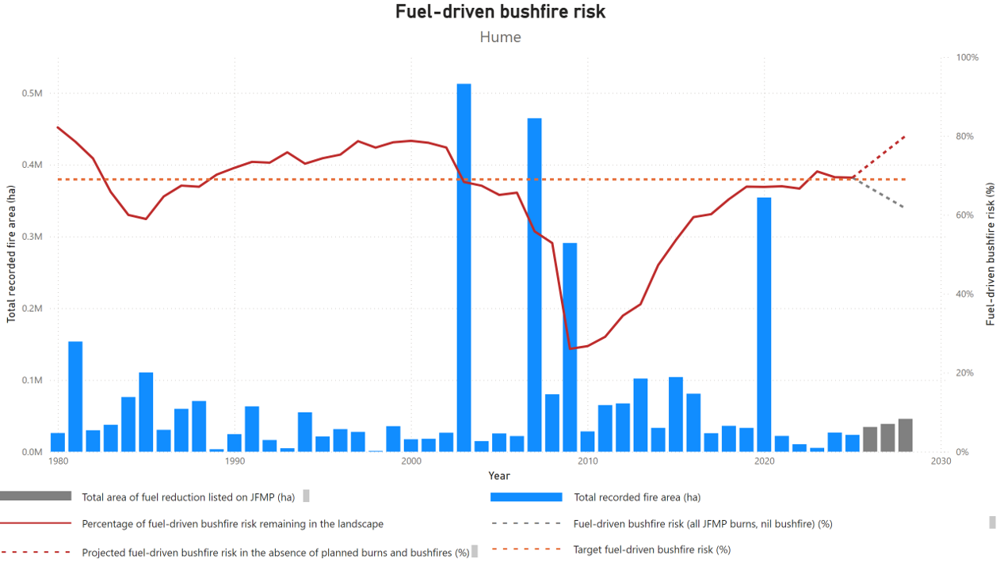 Fuel-driven bushfire risk
Hume
100%
0.5M
80%
0.4M
60%
0.3M
40%
0.2M
20%
0.1M
0.0M
0%
Total recorded fire area (ha)
Fuel-driven bushfire risk (%)
1980 1990 2000 2010 2020 2030
Year
Total area of fuel reduction listed on JFMP (ha)
Total recorded fire area (ha)
Percentage of fuel-driven bushfire risk remaining in the landscape
Fuel-driven bushfire risk (all JFMP burns, nil bushfire) (%)
Projected fuel-driven bushfire risk in the absence of planned burns and bushfires (%)
Target fuel-driven bushfire risk (%)